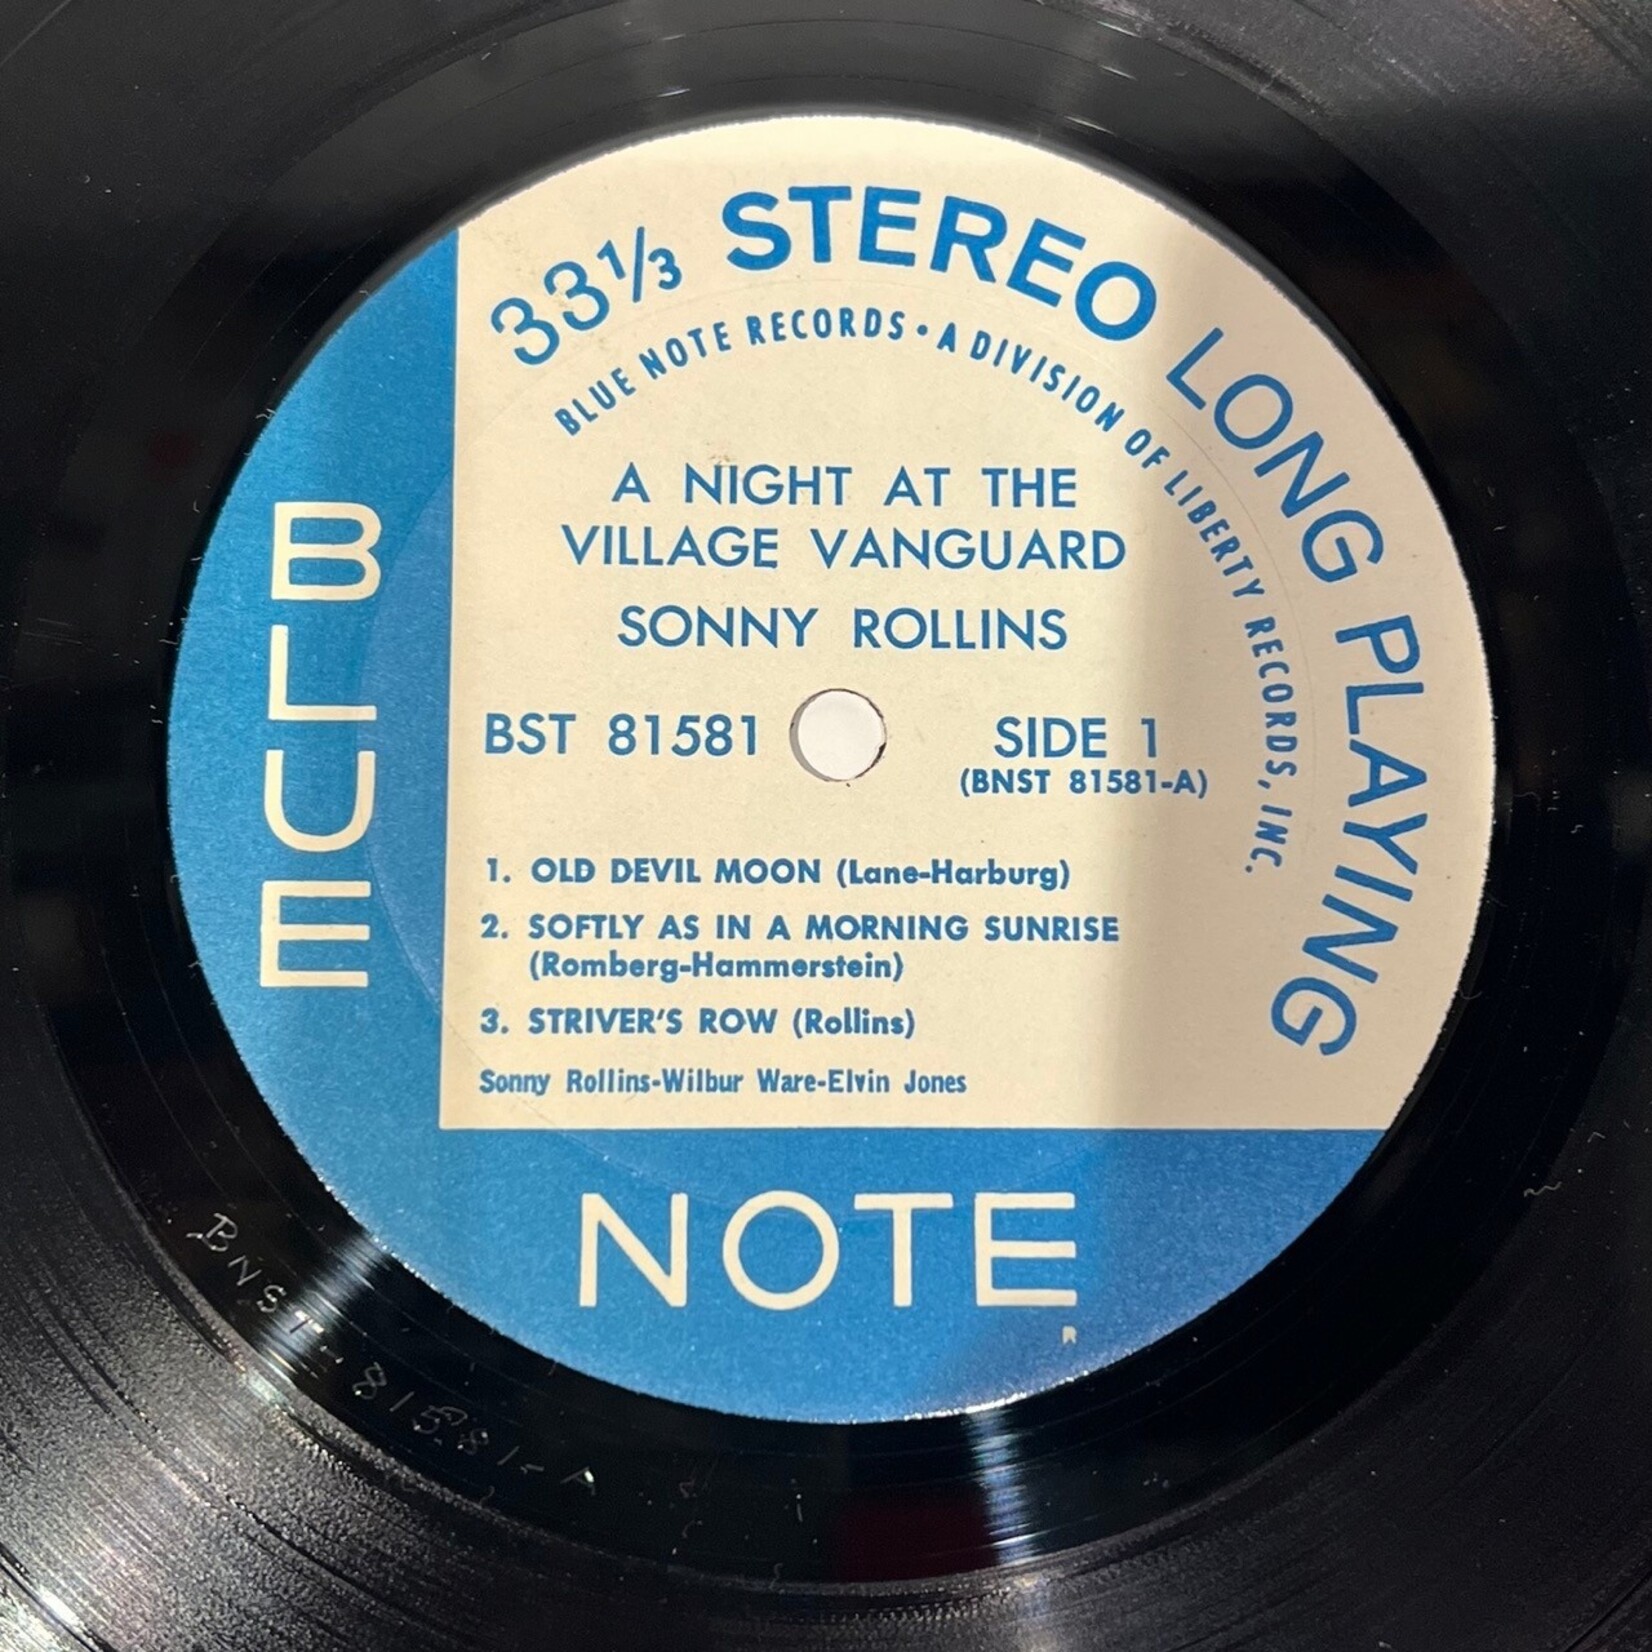 33⅓ STEREO LONG PLAYING
BLUE NOTE RECORDS • A DIVISION OF LIBERTY RECORDS, INC.
A NIGHT AT THE
VILLAGE VANGUARD
SONNY ROLLINS
BST 81581
SIDE 1
(BNST 81581-A)
1. OLD DEVIL MOON (Lane-Harburg)
2. SOFTLY AS IN A MORNING SUNRISE
(Romberg-Hammerstein)
3. STRIVER'S ROW (Rollins)
Sonny Rollins-Wilbur Ware-Elvin Jones
BLUE
NOTE
R
BNST-81581-A